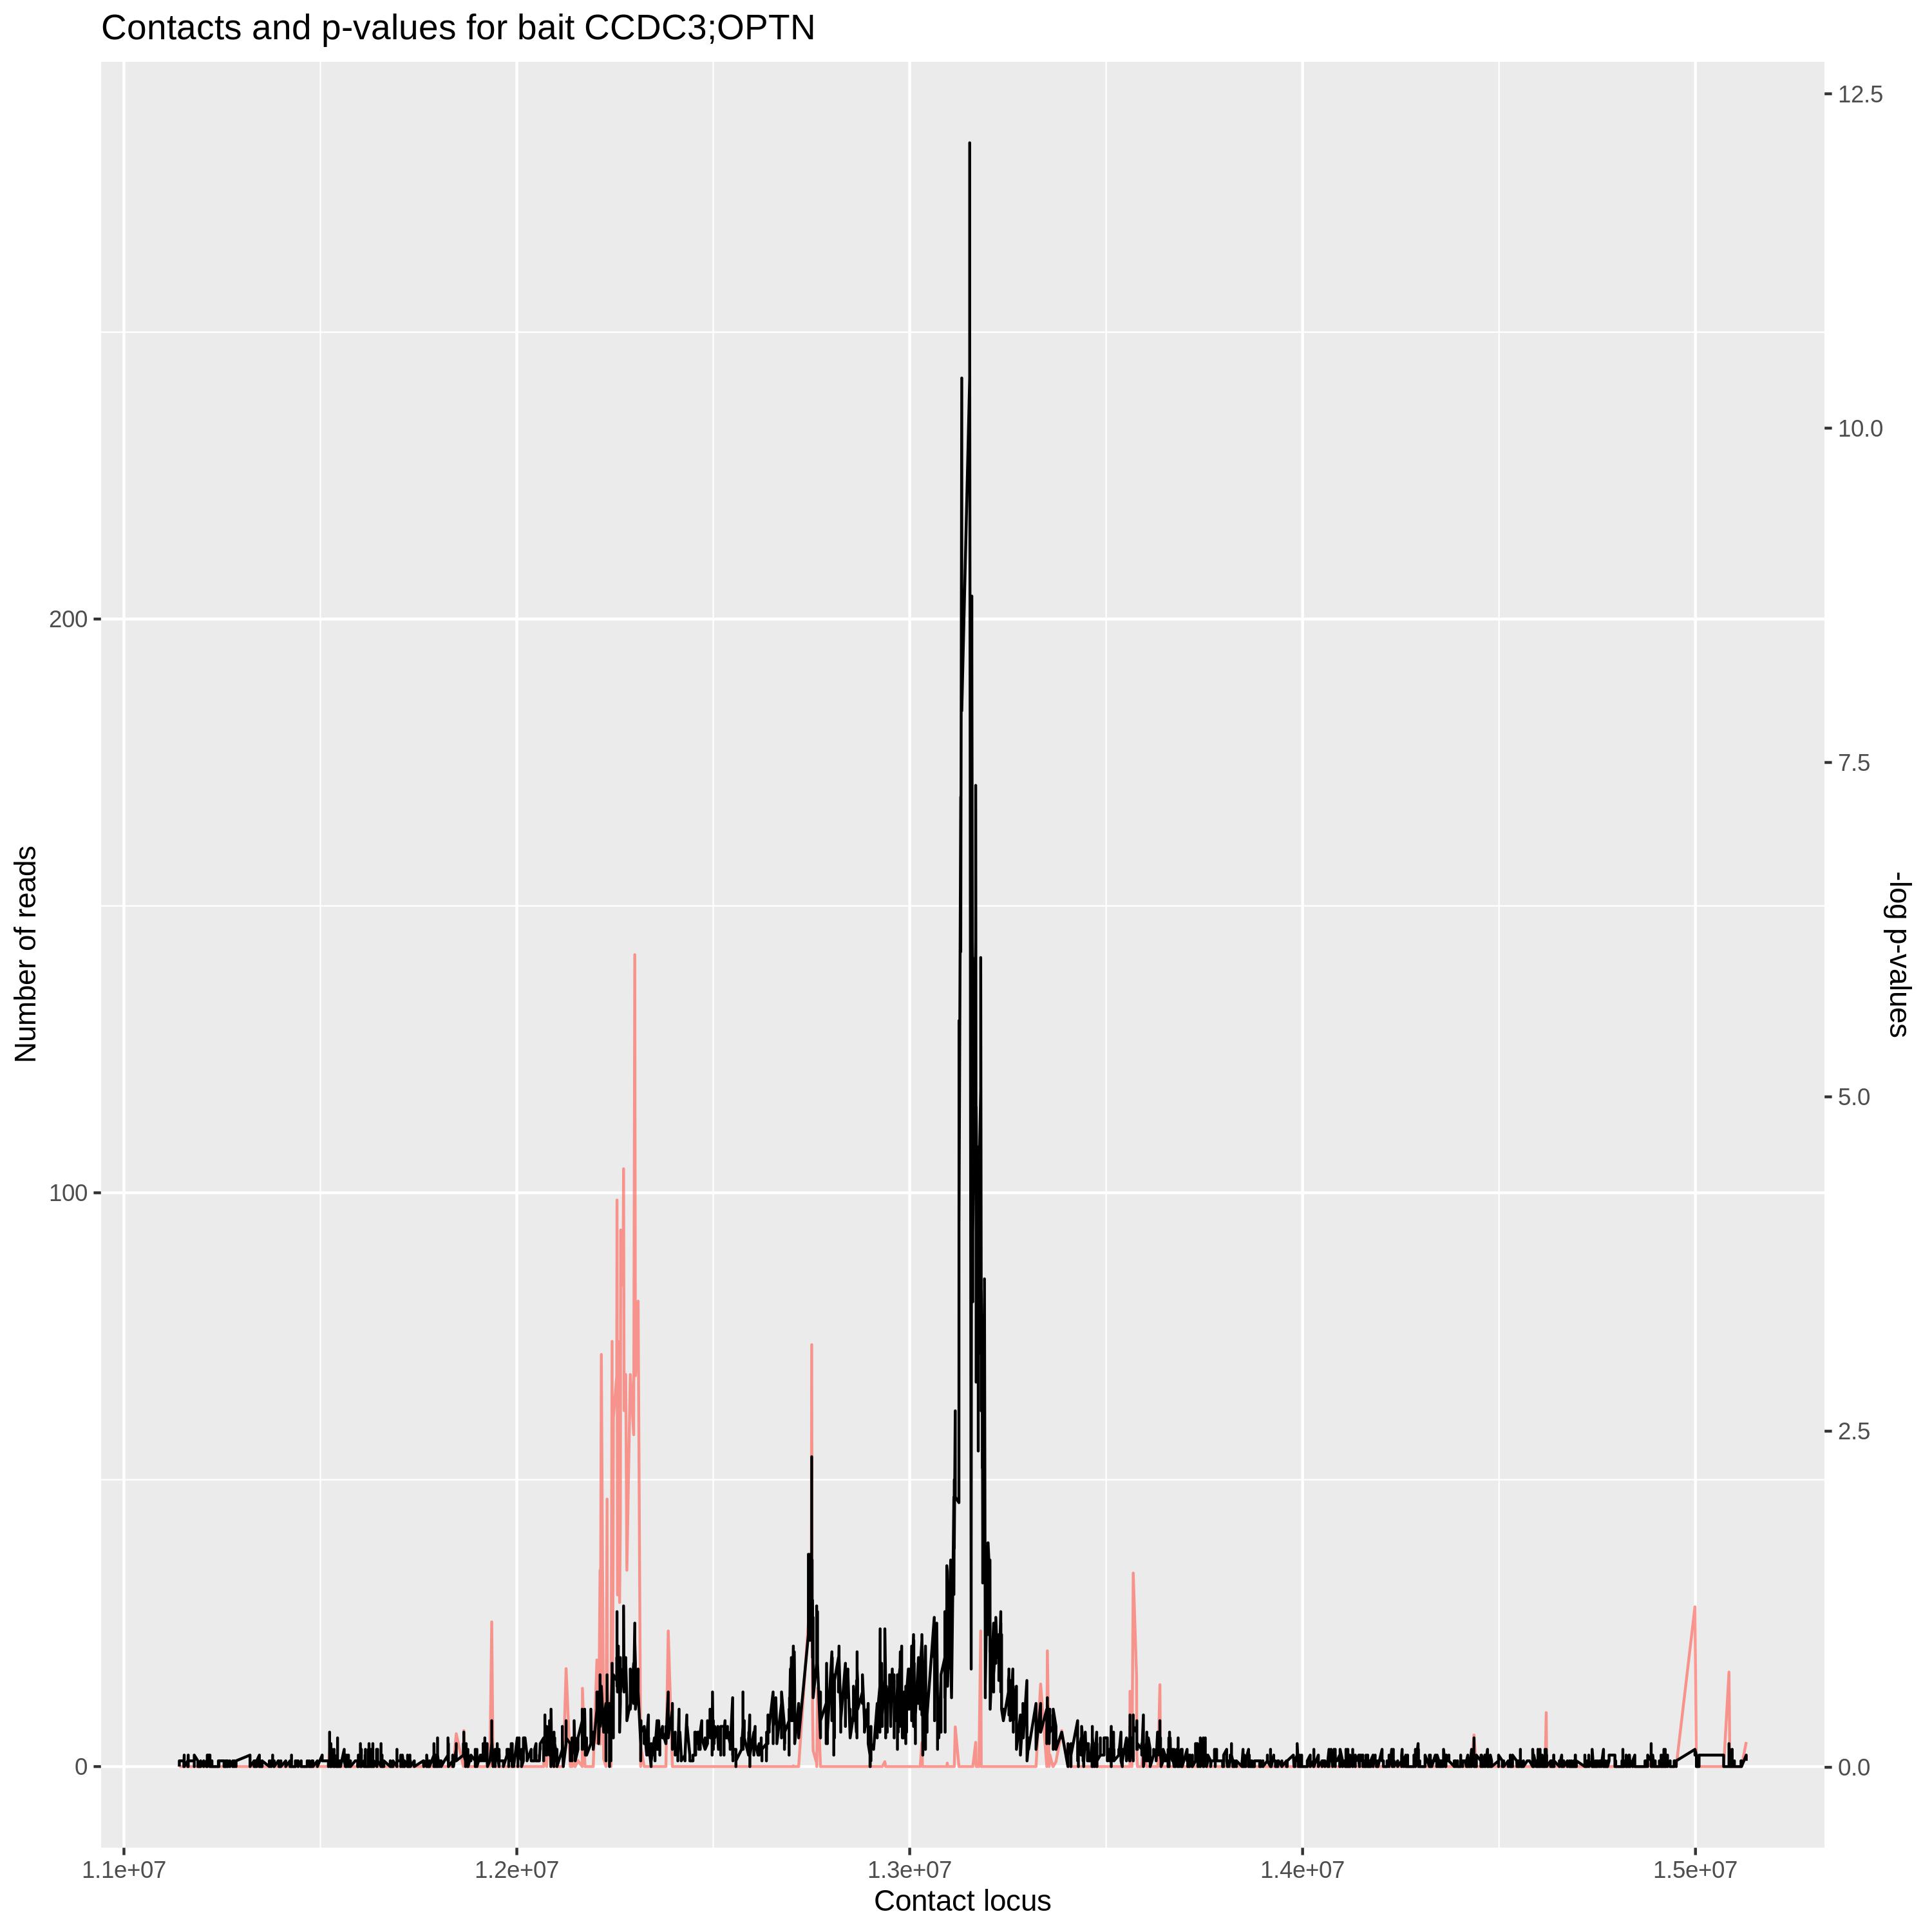 Contacts and p-values for bait CCDC3;OPTN
12.5
10.0
7.5
5.0
2.5
0.0
-log p-values
200
100
0
Number of reads
1.1e+07 1.2e+07 1.3e+07 1.4e+07 1.5e+07
Contact locus